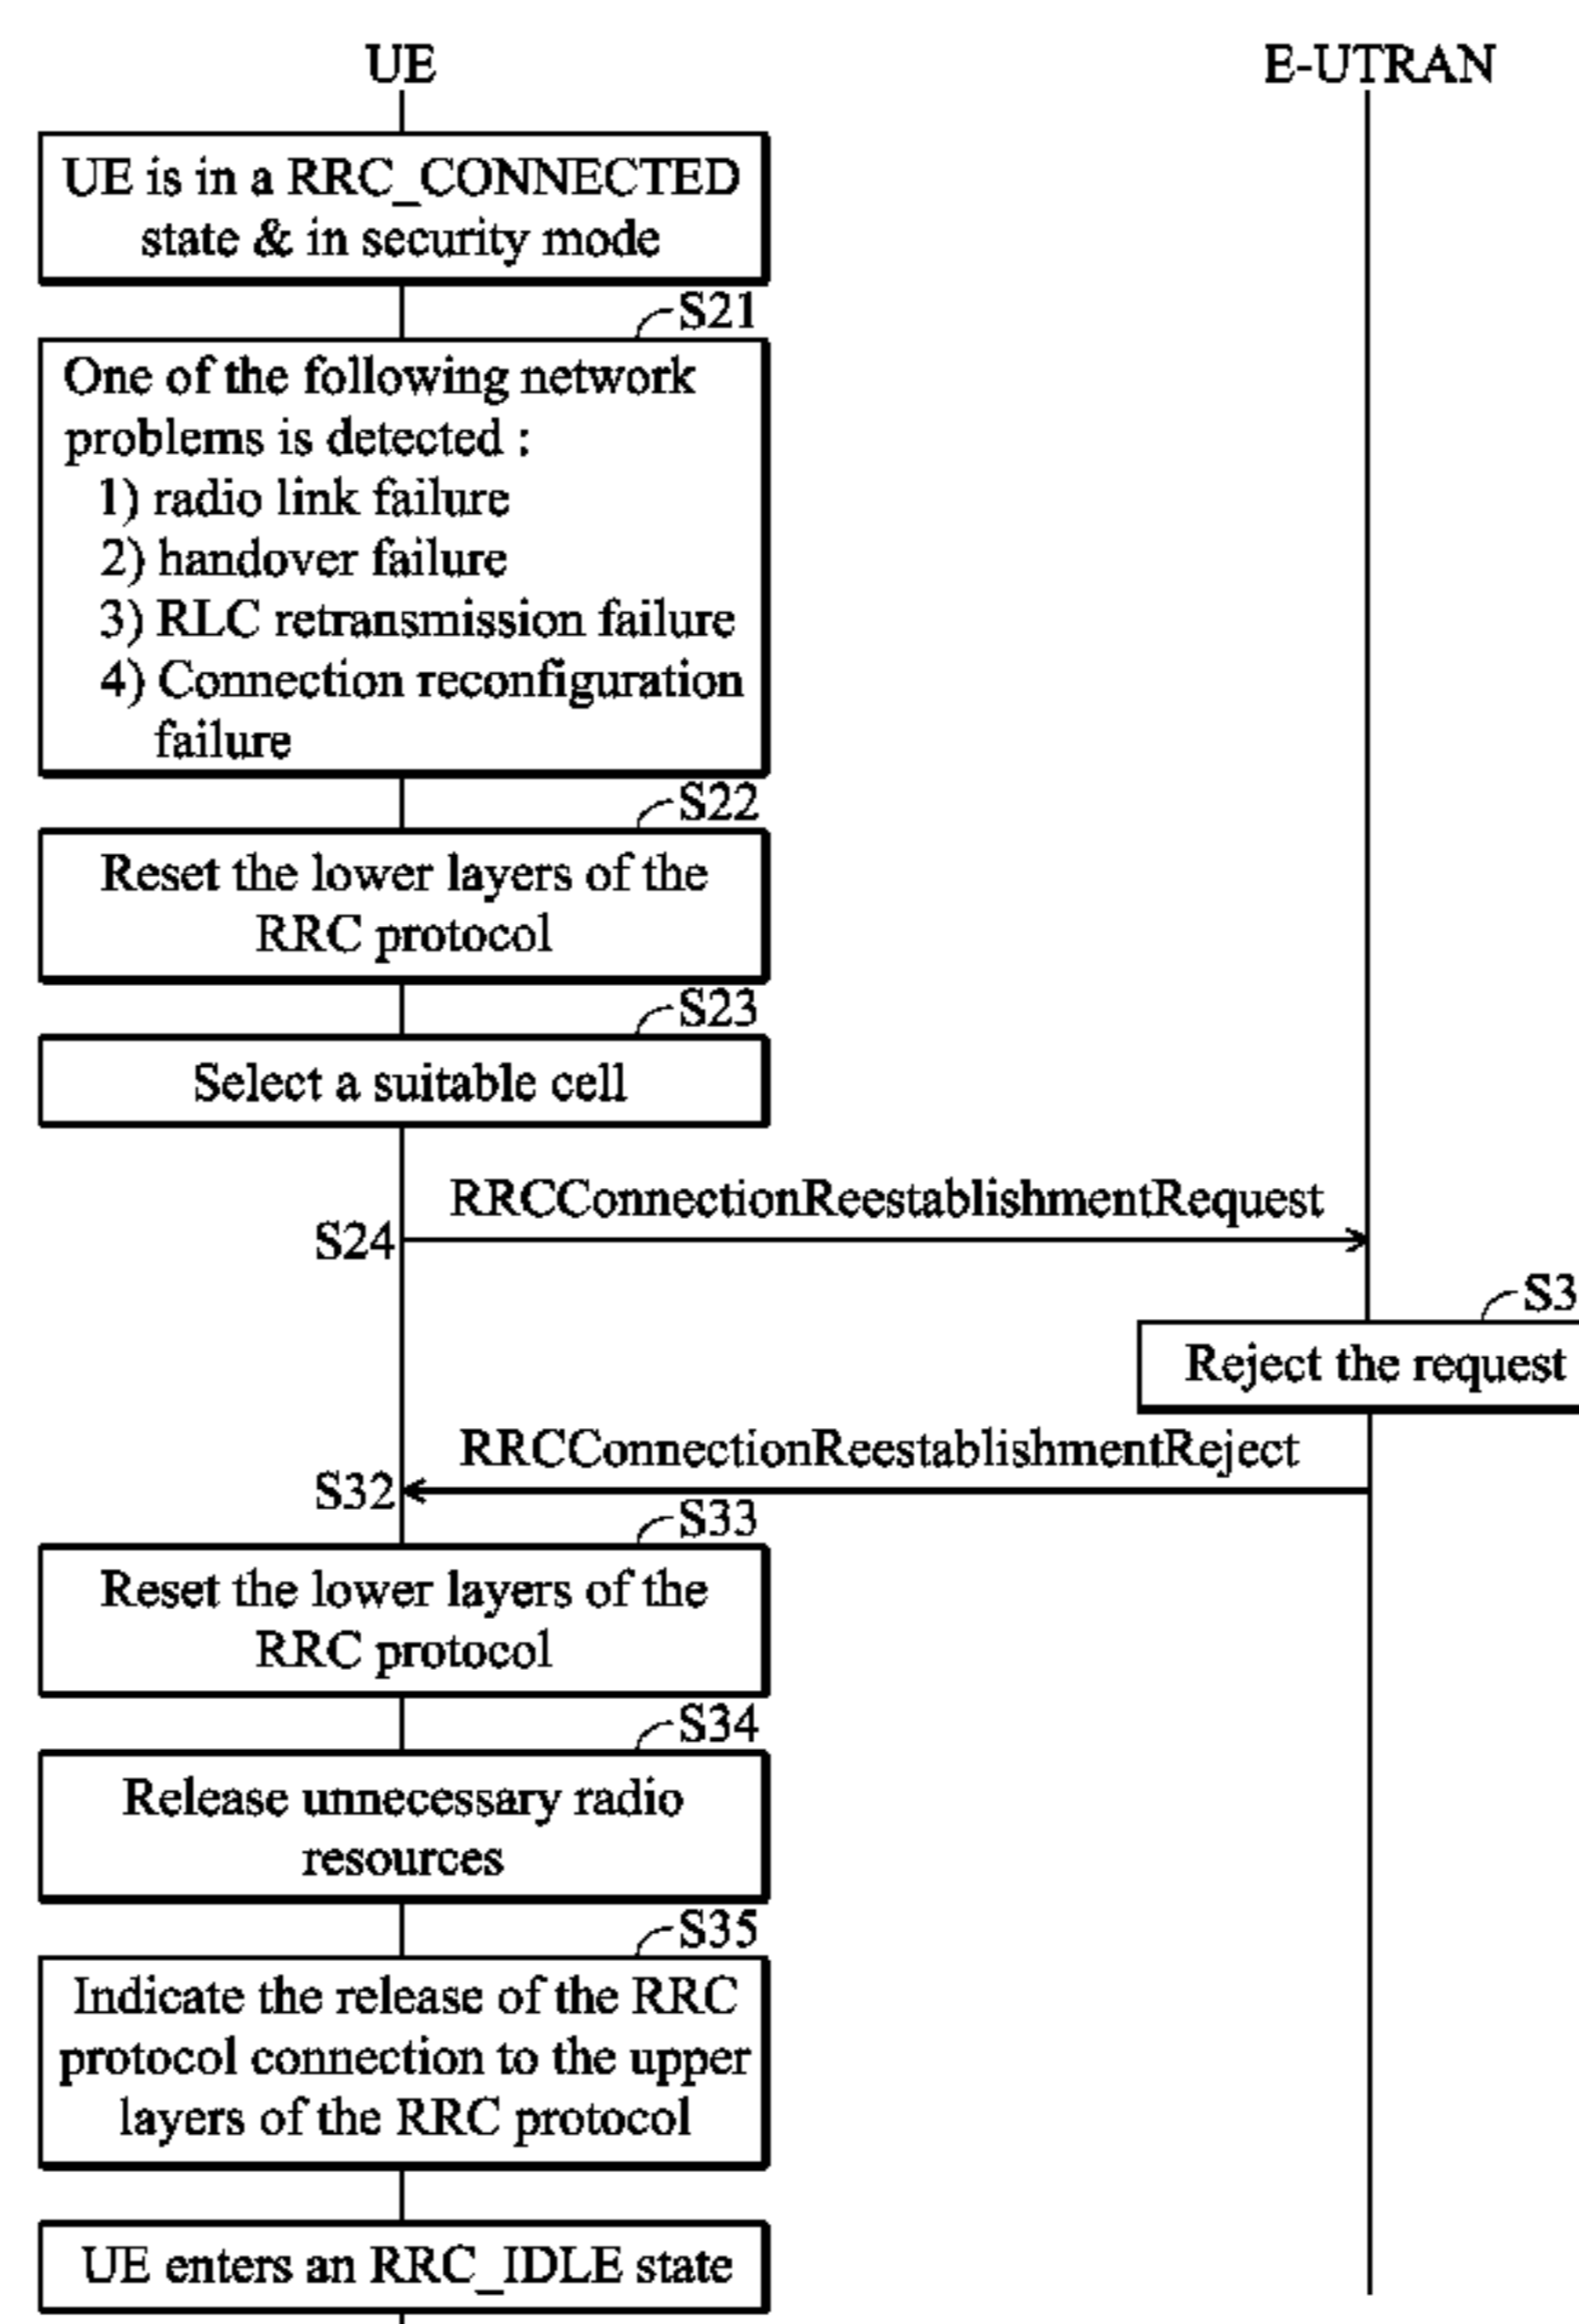 UE
E-UTRAN
UE is in a RRC_CONNECTED
state & in security mode
S21
One of the following network
problems is detected :
1) radio link failure
2) handover failure
3) RLC retransmission failure
4) Connection reconfiguration
failure
S22
Reset the lower layers of the
RRC protocol
S23
Select a suitable cell
RRCConnectionReestablishmentRequest
S24
S3
Reject the request
RRCConnectionReestablishmentReject
S32
S33
Reset the lower layers of the
RRC protocol
S34
Release unnecessary radio
resources
S35
Indicate the release of the RRC
protocol connection to the upper
layers of the RRC protocol
UE enters an RRC_IDLE state